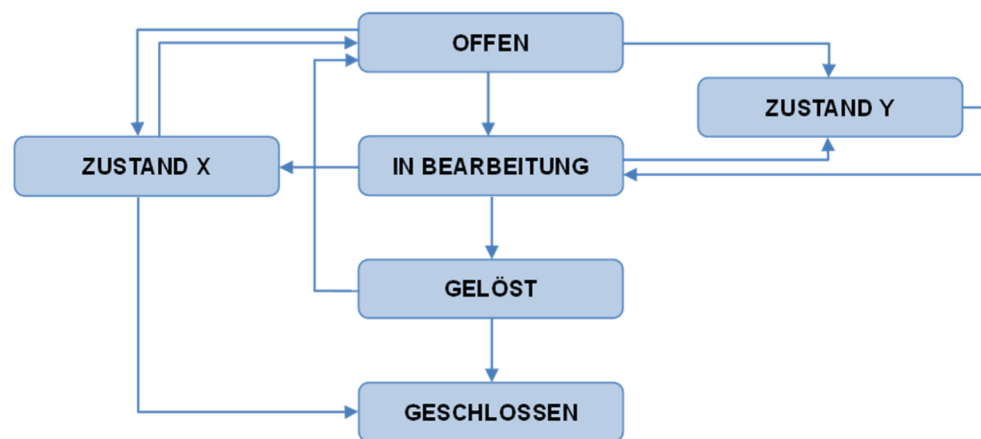 OFFEN
ZUSTAND Y
ZUSTAND X
IN BEARBEITUNG
GELÖST
GESCHLOSSEN